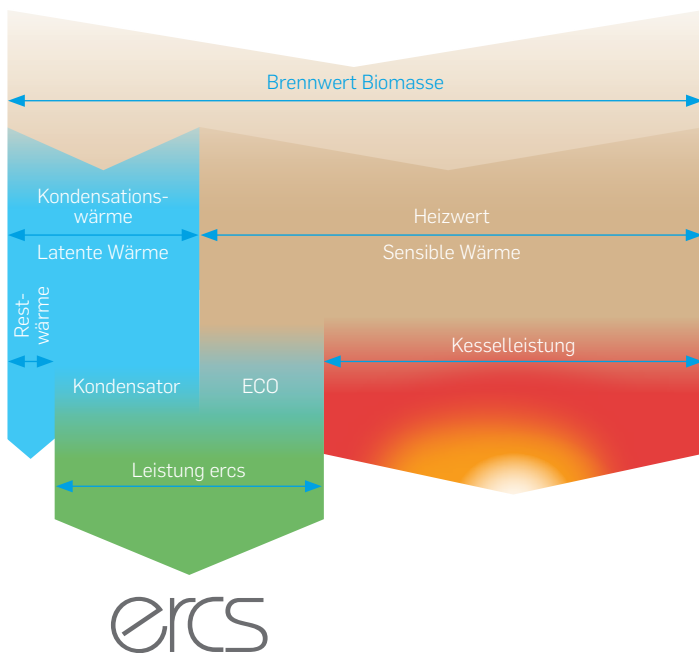 Brennwert Biomasse
Kondensations-
wärme
Heizwert
Latente Wärme
Sensible Wärme
Rest-
wärme
Kesselleistung
Kondensator
ECO
Leistung ercs
ercs